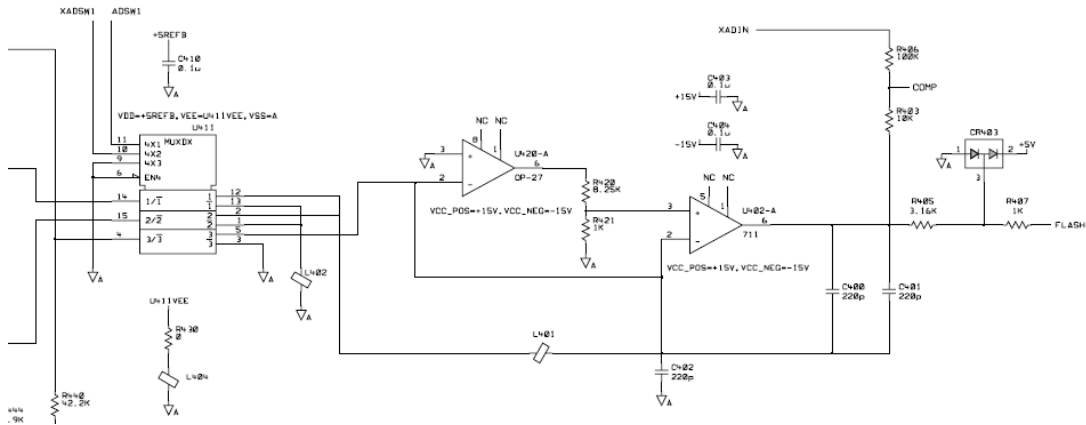 XADSW1 ADSW1
+5REFB
C410
0.1u
A
VDD=+5REFB,VEE=U411VEE,VSS=A
U411
MUXDX
11 4X1
10 4X2
9 4X3
6 EN4
14 1/1 1 12
1 13
15 2/2 2 2
2 1
4 3/3 3 5
3 3
A
A
L402
A
U411VEE
R430
0
L404
A
R440
42.2K
R444
.9K
NC NC
8 1
3 +
2 -
6
A
U420-A
OP-27
VCC_POS=+15V,VCC_NEG=-15V
R420
8.25K
R421
1K
A
XADIN
R406
100K
COMP
R403
10K
C403
0.1u
+15V
A
C404
0.1u
-15V
A
NC NC
5 1
3 +
2 -
6
U402-A
711
VCC_POS=+15V,VCC_NEG=-15V
CR403
A 1 2 +5V
3
R405
3.16K
R407
1K
FLASH
C400
220p
C401
220p
L401
C402
220p
A